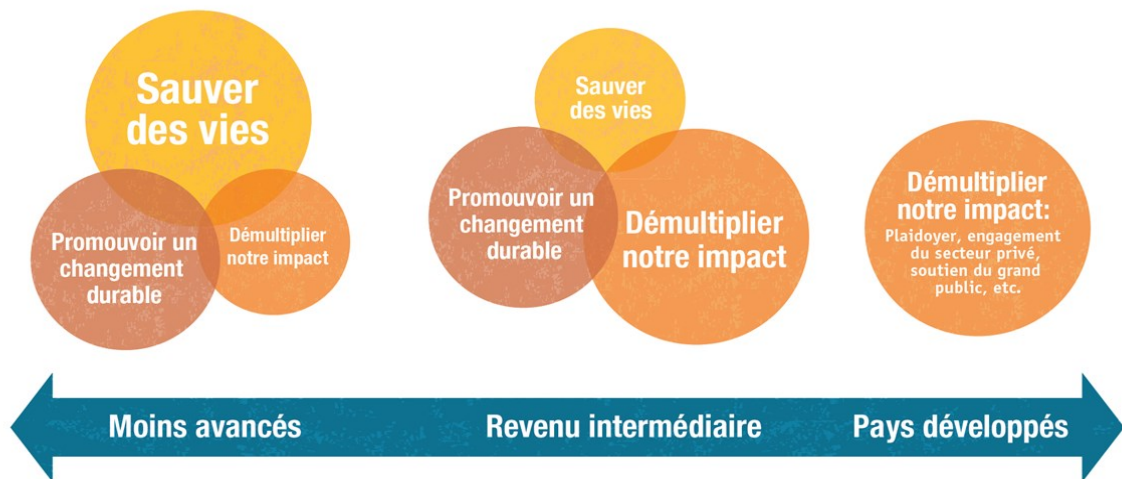 Sauver
des vies
Promouvoir un
changement
durable
Démultiplier
notre impact
Sauver
des vies
Promouvoir un
changement
durable
Démultiplier
notre impact
Démultiplier
notre impact:
Plaidoyer, engagement
du secteur privé,
soutien du grand
public, etc.
Moins avancés
Revenu intermédiaire
Pays développés